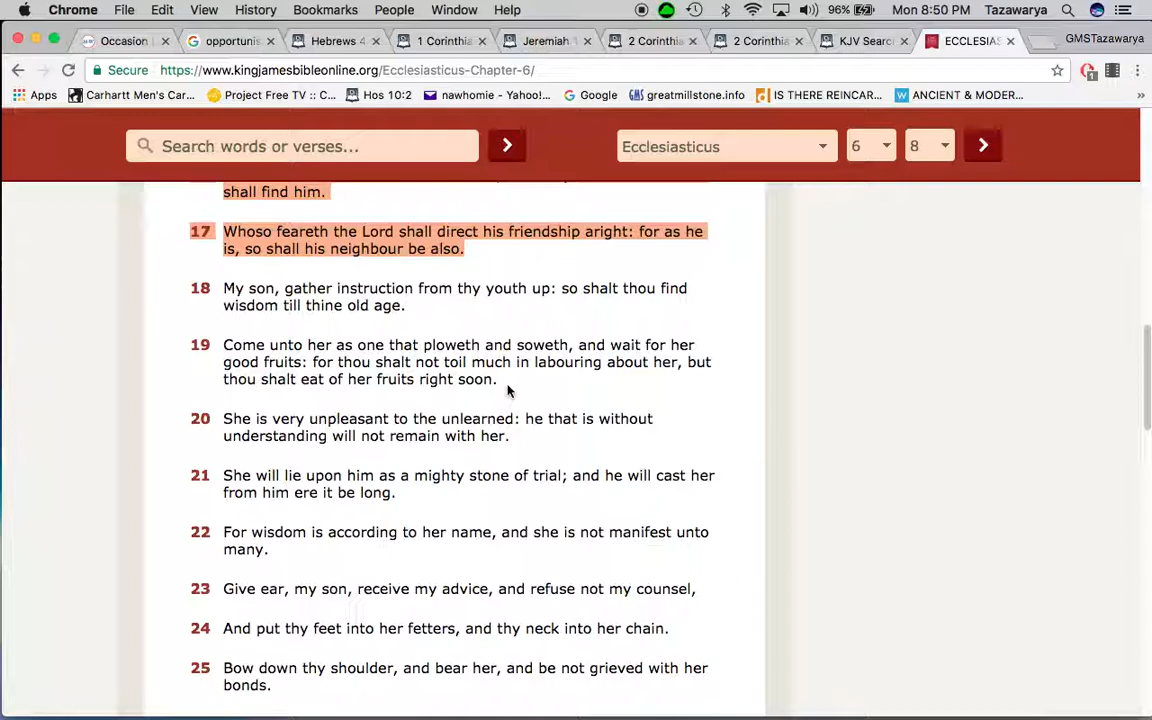 Chrome File Edit View History Bookmarks People Window Help 96% Mon 8:50 PM Tazawarya
Occasion | Hebrews 4 1 Corinthia Jeremiah 2 Corinthia 2 Corinthia KJV Searc ECCLESIAS GMSTazawarya
opportunis
Secure https://www.kingjamesbibleonline.org/Ecclesiasticus-Chapter-6/
Apps Carhartt Men's Car... Project Free TV :: C... Hos 10:2 nawhomie - Yahoo!... Google GMS greatmillstone.info IS THERE REINCAR... ANCIENT & MODER... »
Search words or verses... Ecclesiasticus 6 8
shall find him.
17 Whoso feareth the Lord shall direct his friendship aright: for as he
is, so shall his neighbour be also.
18 My son, gather instruction from thy youth up: so shalt thou find
wisdom till thine old age.
19 Come unto her as one that ploweth and soweth, and wait for her
good fruits: for thou shalt not toil much in labouring about her, but
thou shalt eat of her fruits right soon.
20 She is very unpleasant to the unlearned: he that is without
understanding will not remain with her.
21 She will lie upon him as a mighty stone of trial; and he will cast her
from him ere it be long.
22 For wisdom is according to her name, and she is not manifest unto
many.
23 Give ear, my son, receive my advice, and refuse not my counsel,
24 And put thy feet into her fetters, and thy neck into her chain.
25 Bow down thy shoulder, and bear her, and be not grieved with her
bonds.